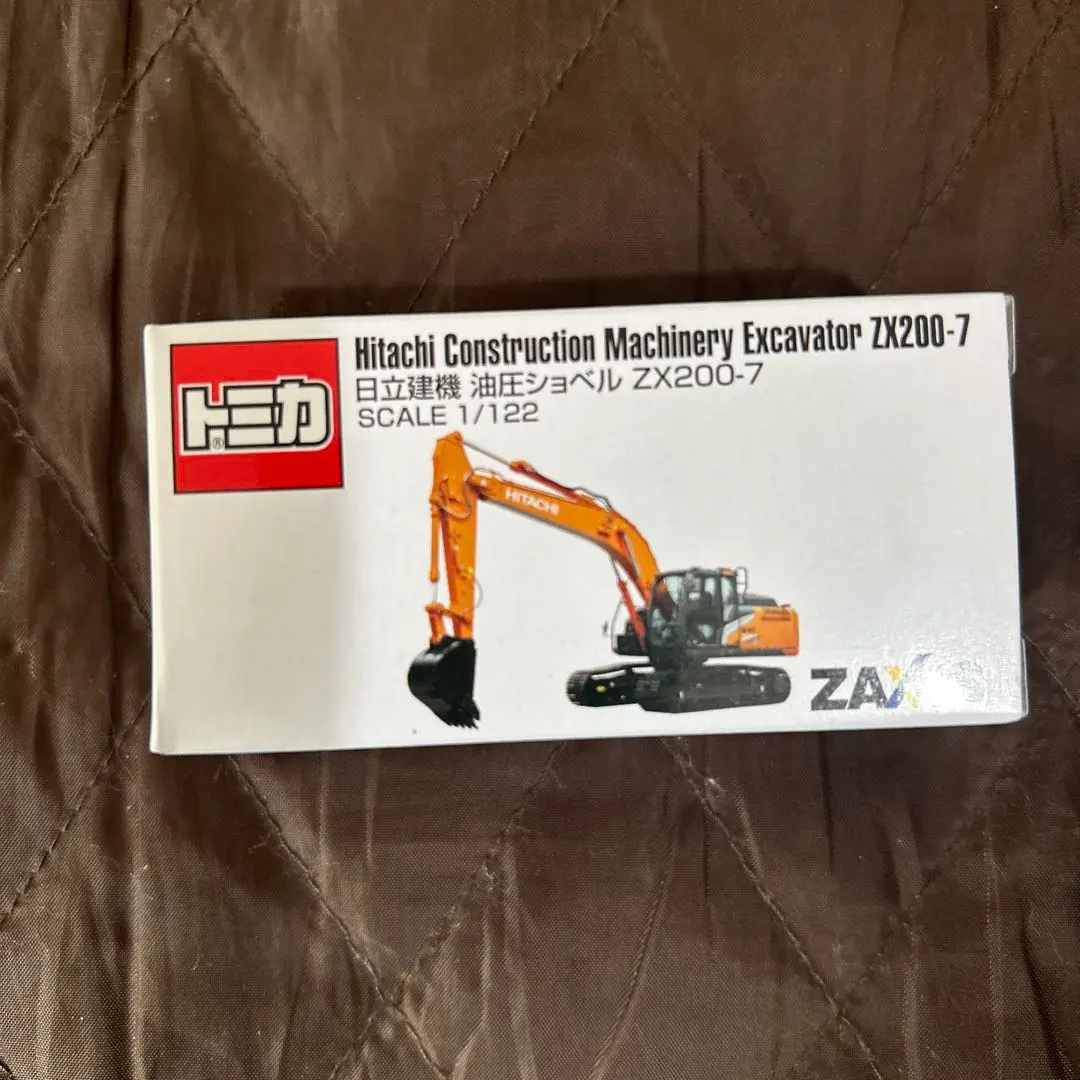 トミカ®
Hitachi Construction Machinery Excavator ZX200-7
日立建機 油圧ショベル ZX200-7
SCALE 1/122
HITACHI
ZAX